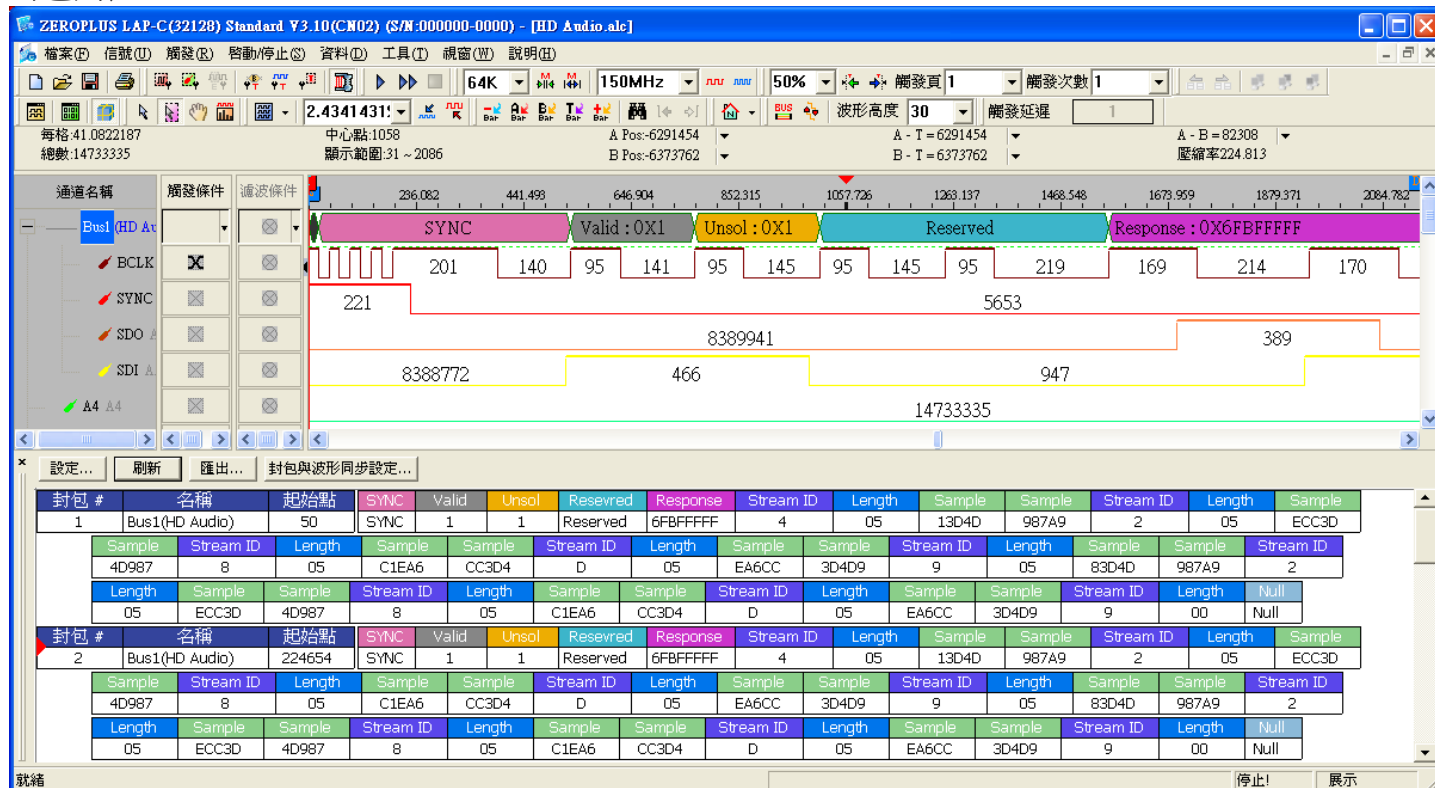 ZEROPLUS LAP-C(32128) Standard V3.10(CN02) (S/N:000000-0000) - [HD Audio.alc]
檔案(F) 信號(U) 觸發(R) 啓動/停止(S) 資料(D) 工具(T) 視窗(W) 説明(H)
64K 150MHz 50% 觸發頁 1 觸發次數 1
2.43414319 Bar Bar Bar Bar Bar BUS 波形高度 30 觸發延遲 1
每格:41.0822187 中心點:1058 A Pos:-6291454 A - T = 6291454 A - B = 82308
總數:14733335 顯示範圍:31 ~ 2086 B Pos:-6373762 B - T = 6373762 壓縮率224.813
通道名稱 觸發條件 濾波條件 236.082 441.493 646.904 852.315 1057.726 1263.137 1468.548 1673.959 1879.371 2084.782
Bus1 (HD Au SYNC Valid : 0X1 Unsol : 0X1 Reserved Response : 0X6FBFFFFF
BCLK 201 140 95 141 95 145 95 145 95 219 169 214 170
SYNC 221 5653
SDO 8389941 389
SDI 8388772 466 947
A4 A4 14733335
設定... 刷新 匯出... 封包與波形同步設定...
封包 # 名稱 起始點 SYNC Valid Unsol Resevred Response Stream ID Length Sample Sample Stream ID Length Sample
1 Bus1(HD Audio) 50 SYNC 1 1 Reserved 6FBFFFFF 4 05 13D4D 987A9 2 05 ECC3D
Sample Stream ID Length Sample Sample Stream ID Length Sample Sample Stream ID Length Sample Sample Stream ID
4D987 8 05 C1EA6 CC3D4 D 05 EA6CC 3D4D9 9 05 83D4D 987A9 2
Length Sample Sample Stream ID Length Sample Sample Stream ID Length Sample Sample Stream ID Length Null
05 ECC3D 4D987 8 05 C1EA6 CC3D4 D 05 EA6CC 3D4D9 9 00 Null
封包 # 名稱 起始點 SYNC Valid Unsol Resevred Response Stream ID Length Sample Sample Stream ID Length Sample
2 Bus1(HD Audio) 224654 SYNC 1 1 Reserved 6FBFFFFF 4 05 13D4D 987A9 2 05 ECC3D
Sample Stream ID Length Sample Sample Stream ID Length Sample Sample Stream ID Length Sample Sample Stream ID
4D987 8 05 C1EA6 CC3D4 D 05 EA6CC 3D4D9 9 05 83D4D 987A9 2
Length Sample Sample Stream ID Length Sample Sample Stream ID Length Sample Sample Stream ID Length Null
05 ECC3D 4D987 8 05 C1EA6 CC3D4 D 05 EA6CC 3D4D9 9 00 Null
就緒 停止! 展示